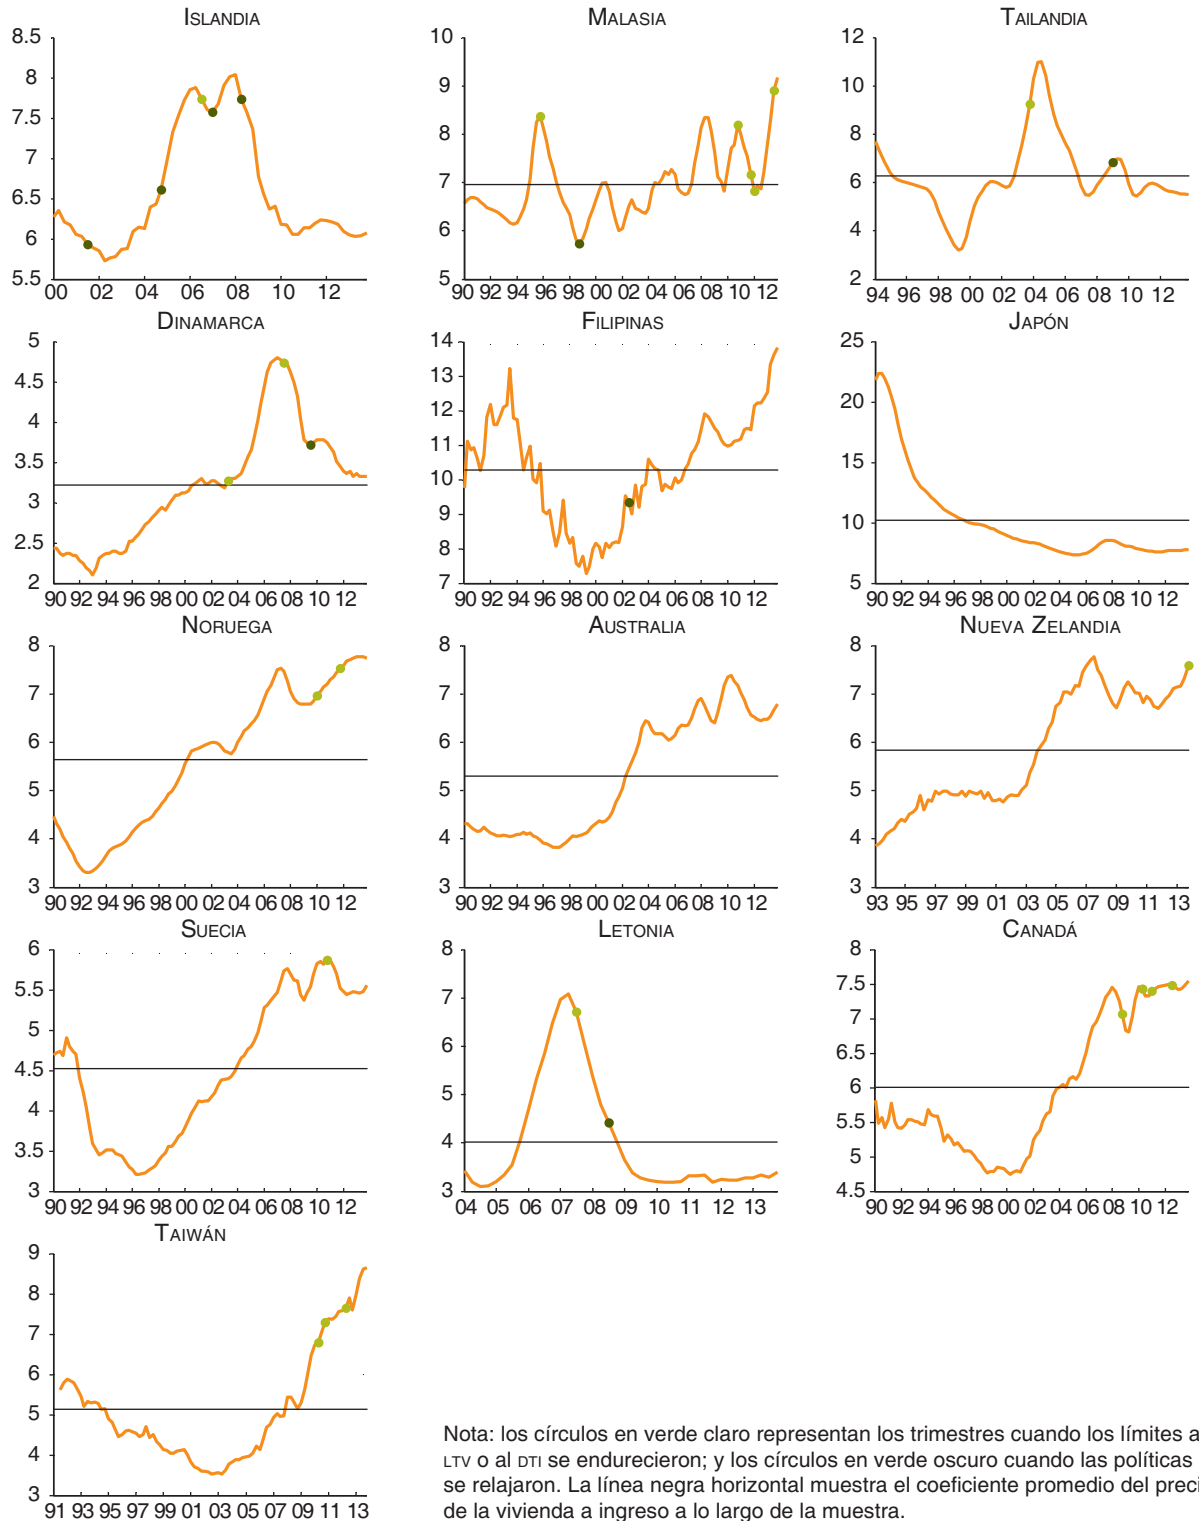 ISLANDIA
8.5
8
7.5
7
6.5
6
5.5
00 02 04 06 08 10 12
MALASIA
10
9
8
7
6
5
90 92 94 96 98 00 02 04 06 08 10 12
TAILANDIA
12
10
8
6
4
2
94 96 98 00 02 04 06 08 10 12
DINAMARCA
5
4.5
4
3.5
3
2.5
2
90 92 94 96 98 00 02 04 06 08 10 12
FILIPINAS
14
13
12
11
10
9
8
7
90 92 94 96 98 00 02 04 06 08 10 12
JAPÓN
25
20
15
10
5
90 92 94 96 98 00 02 04 06 08 10 12
NORUEGA
8
7
6
5
4
3
90 92 94 96 98 00 02 04 06 08 10 12
AUSTRALIA
8
7
6
5
4
3
90 92 94 96 98 00 02 04 06 08 10 12
NUEVA ZELANDIA
8
7
6
5
4
3
93 95 97 99 01 03 05 07 09 11 13
SUECIA
6
5.5
5
4.5
4
3.5
3
90 92 94 96 98 00 02 04 06 08 10 12
LETONIA
8
7
6
5
4
3
04 05 06 07 08 09 10 11 12 13
CANADÁ
8
7.5
7
6.5
6
5.5
5
4.5
90 92 94 96 98 00 02 04 06 08 10 12
TAIWÁN
9
8
7
6
5
4
3
91 93 95 97 99 01 03 05 07 09 11 13
Nota: los círculos en verde claro representan los trimestres cuando los límites a
LTV o al DTI se endurecieron; y los círculos en verde oscuro cuando las políticas
se relajaron. La línea negra horizontal muestra el coeficiente promedio del preci
de la vivienda a ingreso a lo largo de la muestra.